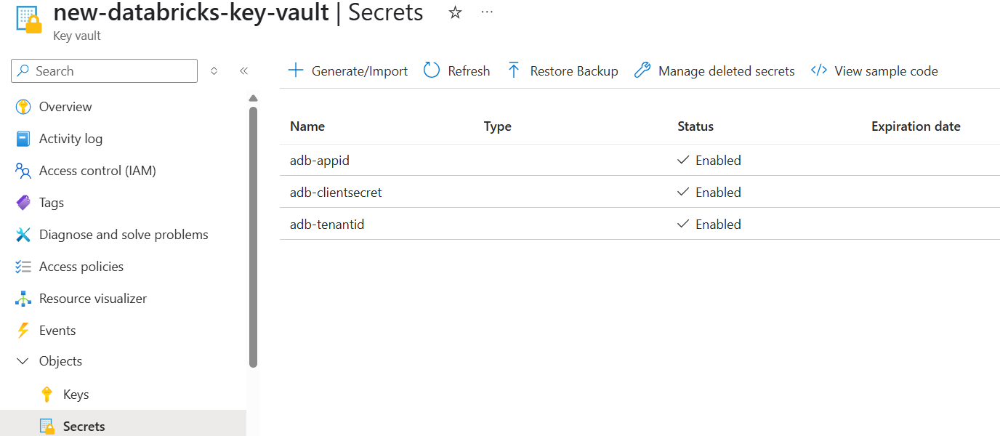 new-databricks-key-vault | Secrets
Key vault
Search
Generate/Import Refresh Restore Backup Manage deleted secrets View sample code
Overview
Activity log
Access control (IAM)
Tags
Diagnose and solve problems
Access policies
Resource visualizer
Events
Objects
Keys
Secrets
Name Type Status Expiration date
adb-appid Enabled
adb-clientsecret Enabled
adb-tenantid Enabled